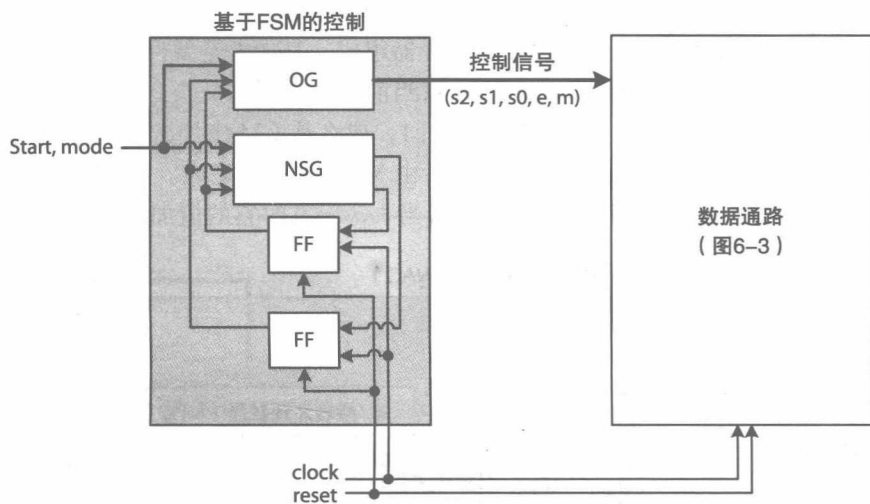 基于FSM的控制
OG
控制信号
(s2, s1, s0, e, m)
Start, mode
NSG
数据通路
（图6-3）
FF
FF
clock
reset